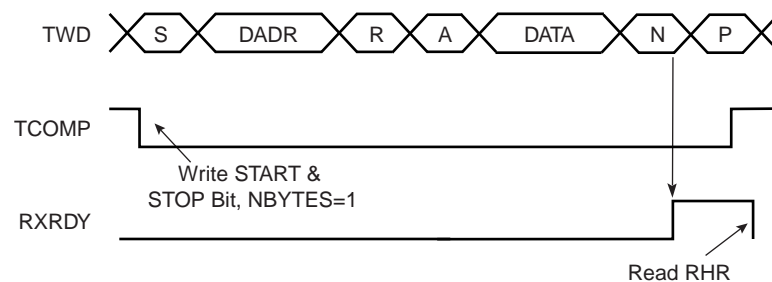 TWD S DADR R A DATA N P
TCOMP
Write START &
STOP Bit, NBYTES=1
RXRDY
Read RHR